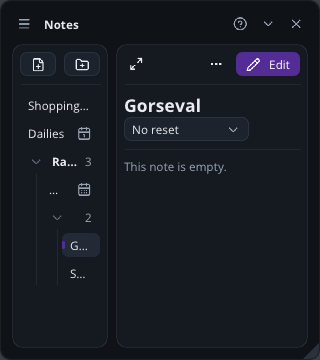 Notes
Edit
Shopping...
Dailies
Ra... 3
...
2
G...
S...
Gorseval
No reset
This note is empty.